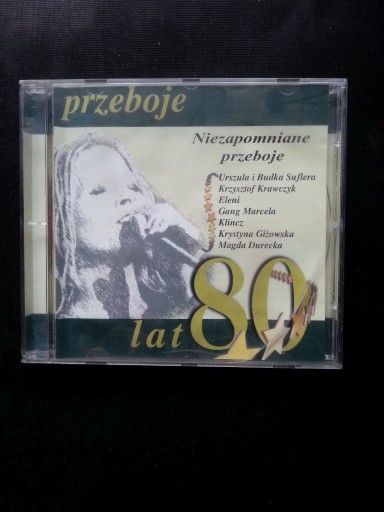 przeboje
Niezapomniane
przeboje
Urszula i Budka Suflera
Krzysztof Krawczyk
Eleni
Gang Marcela
Klincz
Krystyna Giżowska
Magda Durecka
lat 80